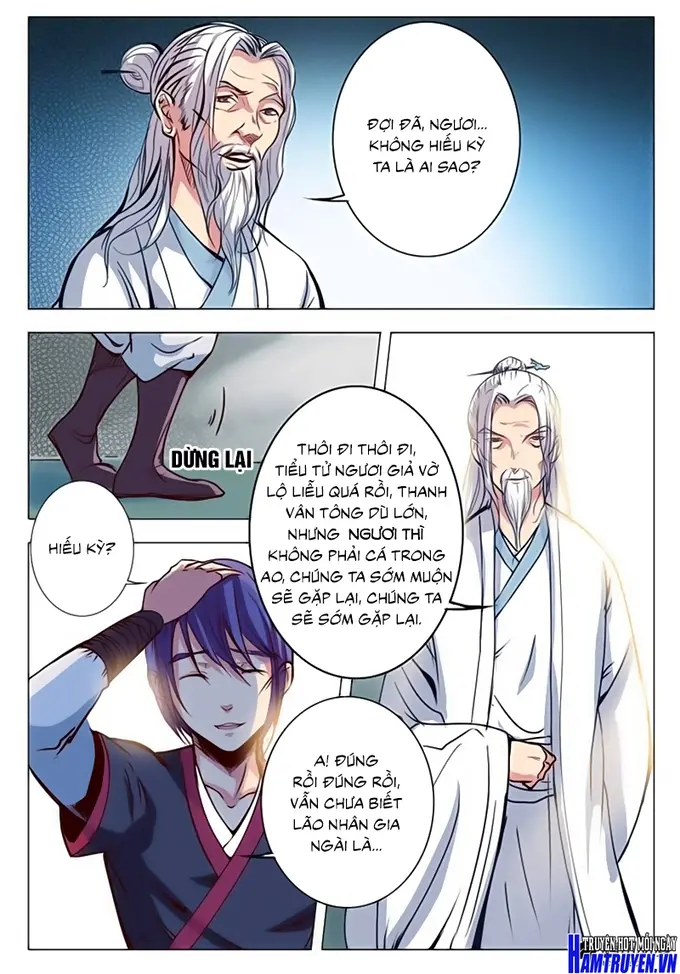 ĐỢI ĐÃ, NGƯƠI...
KHÔNG HIẾU KỲ
TA LÀ AI SAO?
DỪNG LẠI
HIẾU KỲ?
THÔI ĐI THÔI ĐI,
TIỂU TỬ NGƯƠI GIẢ VỜ
LỘ LIỄU QUÁ RỒI, THANH
VÂN TÔNG DÙ LỚN,
NHƯNG NGƯƠI THÌ
KHÔNG PHẢI CÁ TRONG
AO, CHÚNG TA SỚM MUỘN
SẼ GẶP LẠI, CHÚNG TA
SẼ SỚM GẶP LẠI.
A! ĐÚNG
RỒI ĐÚNG RỒI,
VẪN CHƯA BIẾT
LÃO NHÂN GIA
NGÀI LÀ...
TRUYỆN HOT MỖI NGÀY
HAMTRUYEN.VN